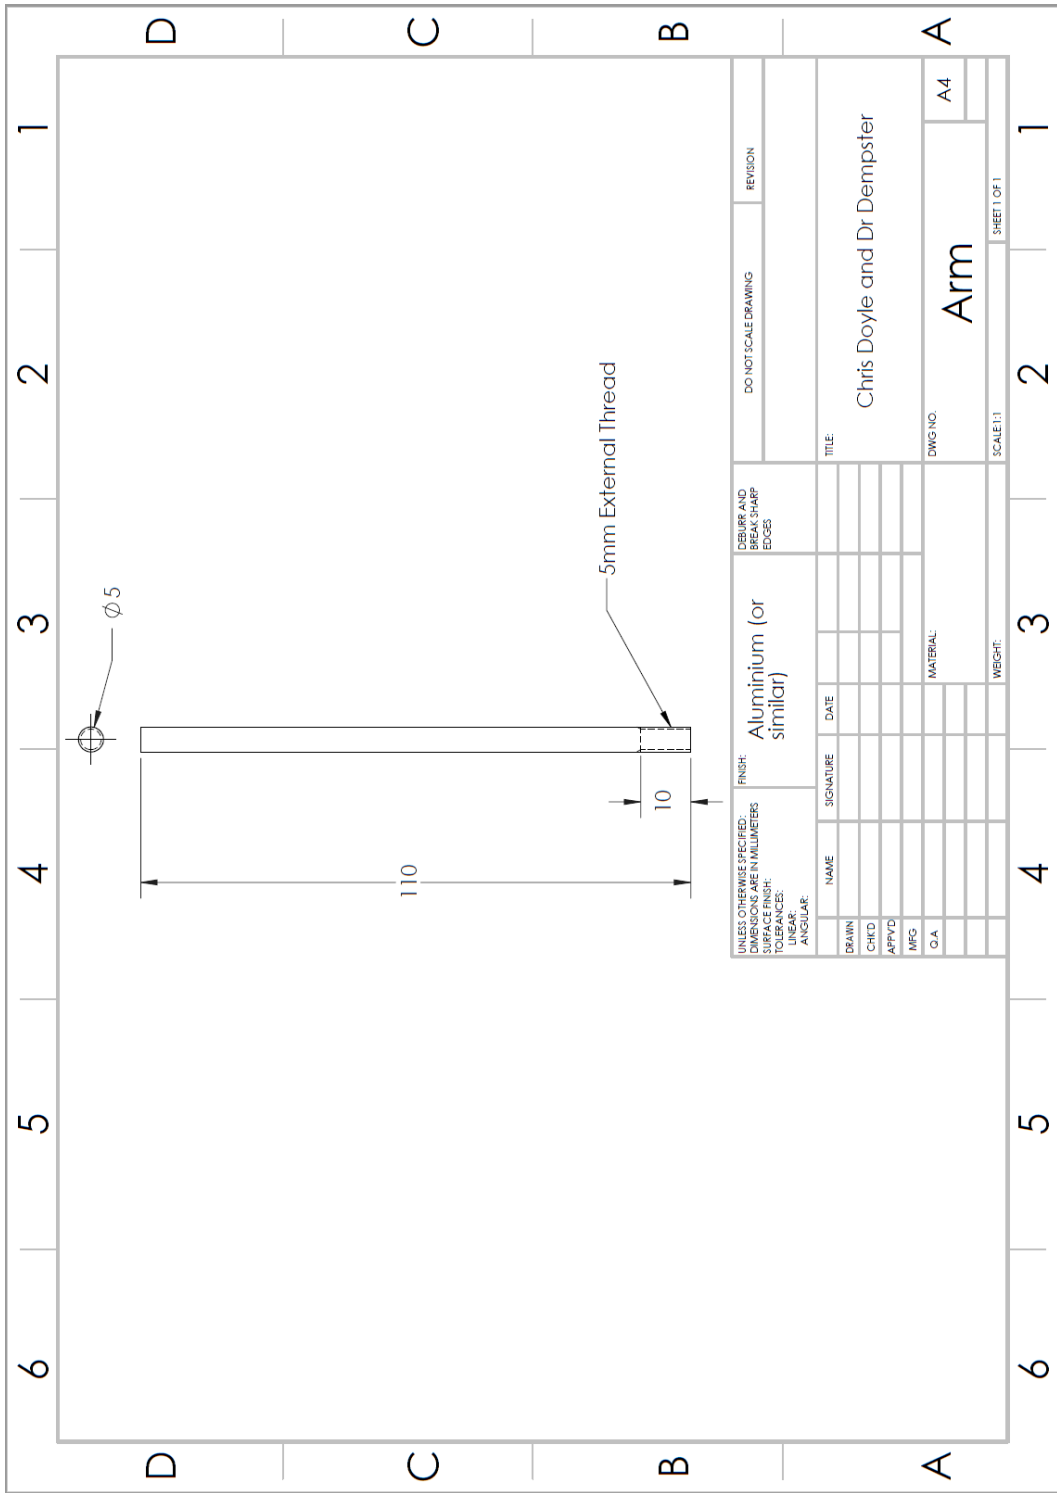 6 5 4 3 2 1
D D
Ø5
110
C C
10
5mm External Thread
B B
UNLESS OTHERWISE SPECIFIED:
DIMENSIONS ARE IN MILLIMETERS
SURFACE FINISH:
TOLERANCES:
LINEAR:
ANGULAR:
FINISH:
Aluminium (or
similar)
DEBURR AND
BREAK SHARP
EDGES
DO NOT SCALE DRAWING
REVISION
NAME SIGNATURE DATE
DRAWN
CHK'D
APPV'D
MFG
Q.A
TITLE:
Chris Doyle and Dr Dempster
MATERIAL:
DWG NO.
Arm
A4
WEIGHT:
SCALE:1:1
SHEET 1 OF 1
A A
6 5 4 3 2 1